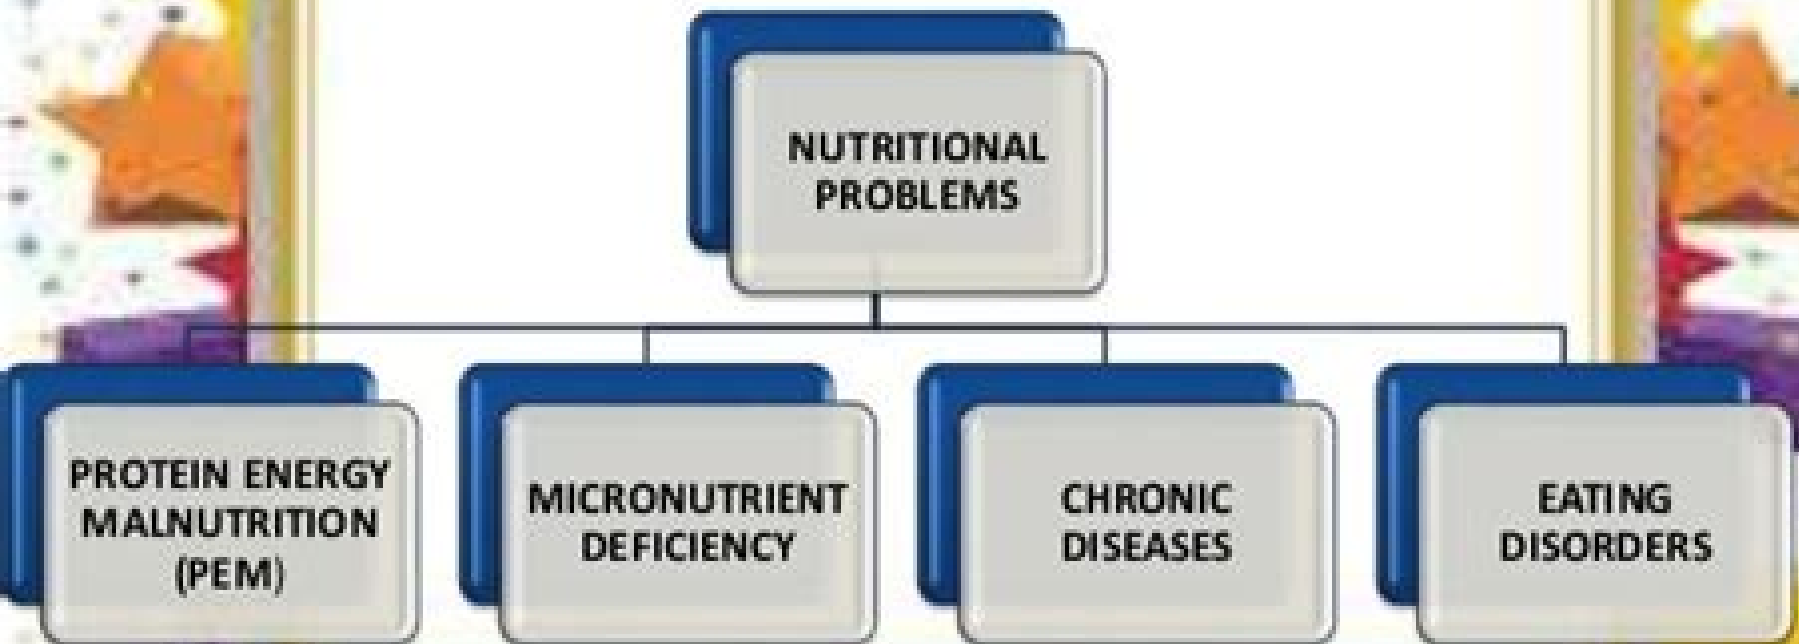 NUTRITIONAL
PROBLEMS
PROTEIN ENERGY
MALNUTRITION
(PEM)
MICRONUTRIENT
DEFICIENCY
CHRONIC
DISEASES
EATING
DISORDERS